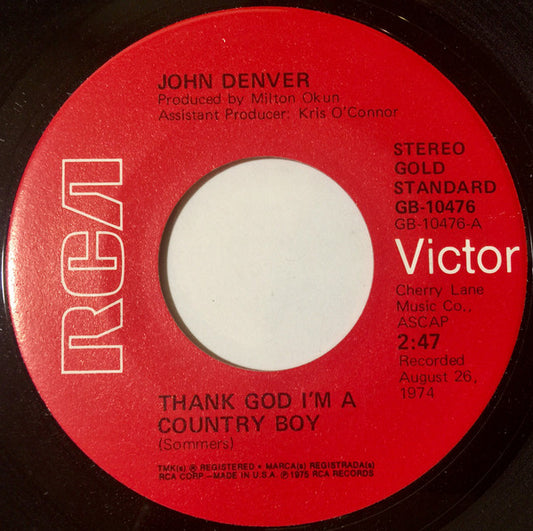 JOHN DENVER
Produced by Milton Okun
Assistant Producer: Kris O'Connor
RCA
STEREO
GOLD
STANDARD
GB-10476
GB-10476-A
Victor
Cherry Lane
Music Co.,
ASCAP
2:47
Recorded
August 26,
1974
THANK GOD I'M A
COUNTRY BOY
(Sommers)
TMK(s) ® REGISTERED • MARCA(s) REGISTRADA(s)
RCA CORP—MADE IN U.S.A. ℗1975 RCA RECORDS